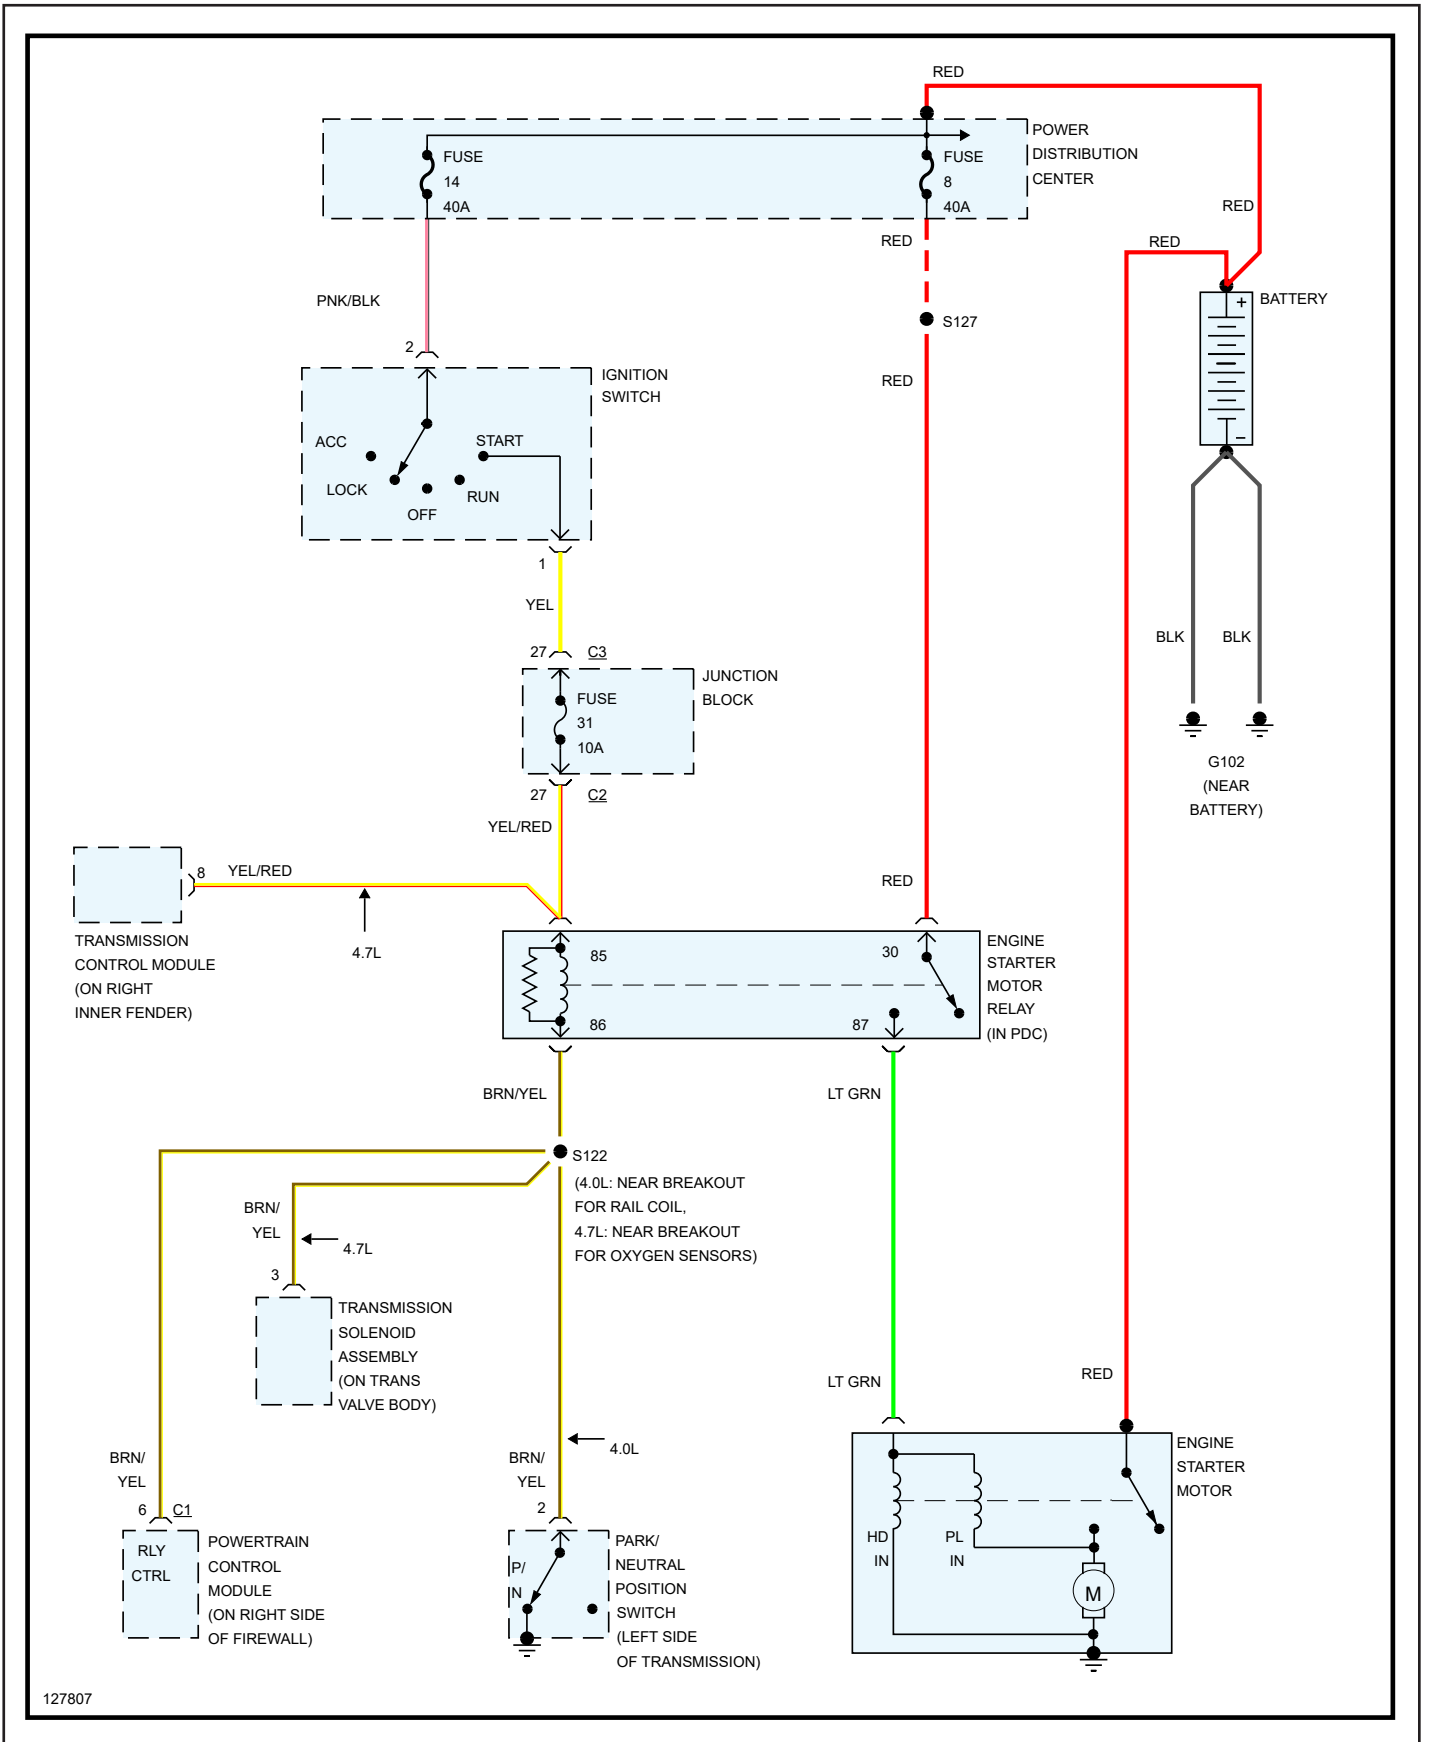 RED
POWER
DISTRIBUTION
CENTER
FUSE
14
40A
FUSE
8
40A
RED
RED
RED
PNK/BLK
BATTERY
+
−
S127
2
IGNITION
SWITCH
RED
ACC
START
LOCK
RUN
OFF
1
YEL
BLK
BLK
27
C3
JUNCTION
BLOCK
FUSE
31
10A
27
C2
G102
(NEAR
BATTERY)
YEL/RED
8
YEL/RED
RED
4.7L
TRANSMISSION
CONTROL MODULE
(ON RIGHT
INNER FENDER)
85
30
86
87
ENGINE
STARTER
MOTOR
RELAY
(IN PDC)
BRN/YEL
LT GRN
S122
(4.0L: NEAR BREAKOUT
FOR RAIL COIL,
4.7L: NEAR BREAKOUT
FOR OXYGEN SENSORS)
BRN/
YEL
4.7L
3
TRANSMISSION
SOLENOID
ASSEMBLY
(ON TRANS
VALVE BODY)
LT GRN
RED
4.0L
BRN/
YEL
BRN/
YEL
6
C1
2
RLY
CTRL
POWERTRAIN
CONTROL
MODULE
(ON RIGHT SIDE
OF FIREWALL)
P/
N
PARK/
NEUTRAL
POSITION
SWITCH
(LEFT SIDE
OF TRANSMISSION)
HD
IN
PL
IN
M
ENGINE
STARTER
MOTOR
127807